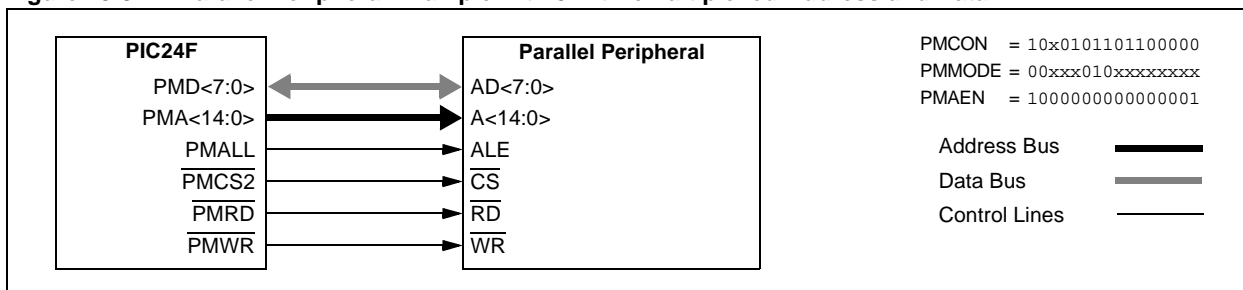 PIC24F
Parallel Peripheral
PMD<7:0>
AD<7:0>
PMA<14:0>
A<14:0>
PMALL
ALE
PMCS2
CS
PMRD
RD
PMWR
WR
PMCON = 10x0101101100000
PMMODE = 00xxx010xxxxxxxx
PMAEN = 1000000000000001
Address Bus
Data Bus
Control Lines